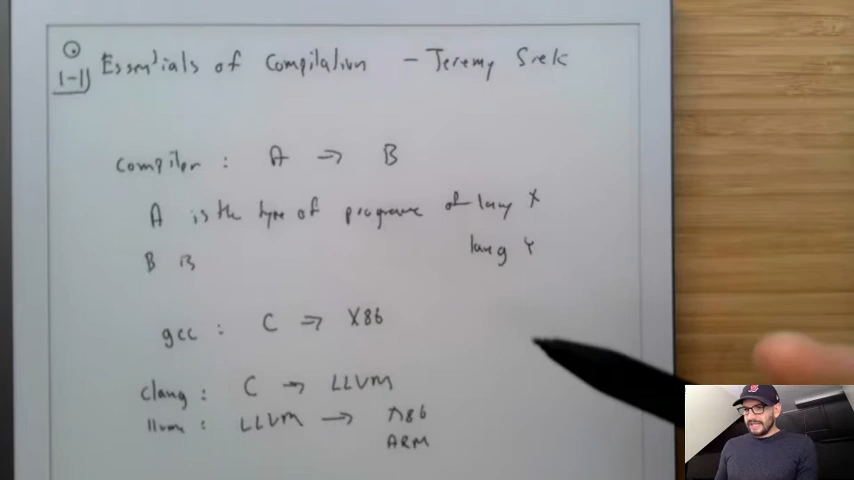 1-1) Essentials of Compilation - Jeremy Siek
compiler : A → B
A is the type of programs of lang X
B is lang Y
gcc : C → X86
clang : C → LLVM
llvm : LLVM → X86
ARM